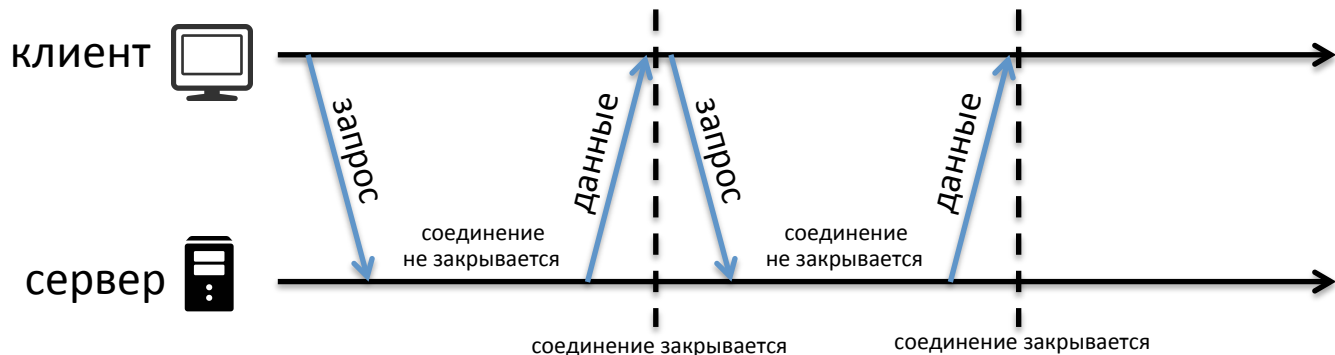 клиент
запрос
данные
запрос
данные
соединение
не закрывается
соединение
не закрывается
сервер
соединение закрывается
соединение закрывается